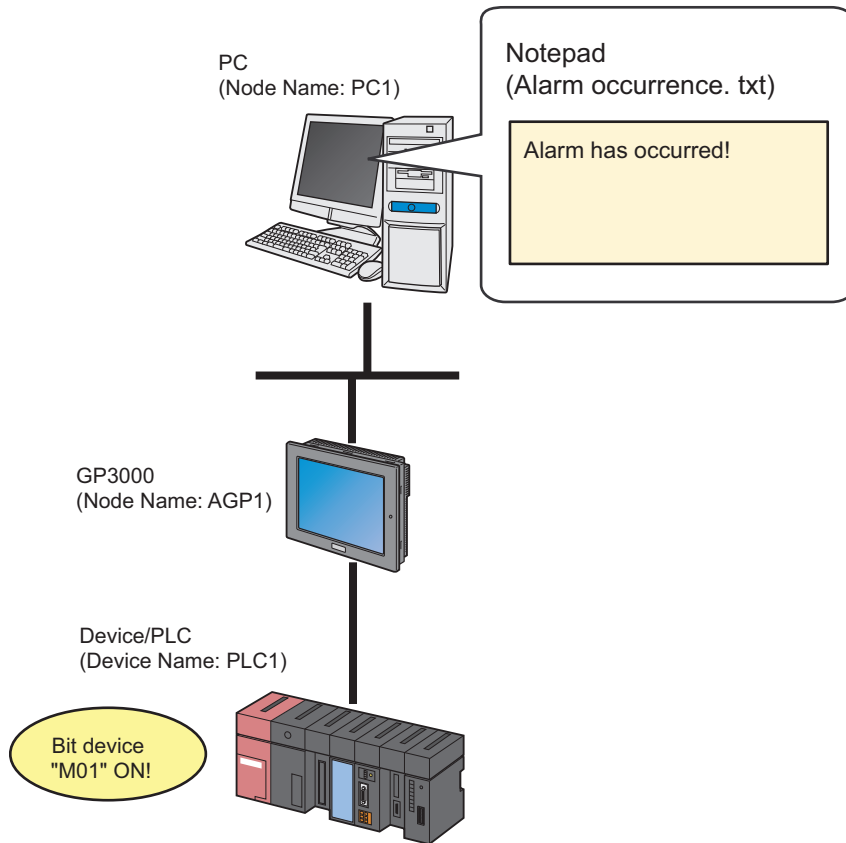 PC
(Node Name: PC1)
Notepad
(Alarm occurrence. txt)
Alarm has occurred!
GP3000
(Node Name: AGP1)
Device/PLC
(Device Name: PLC1)
Bit device
"M01" ON!